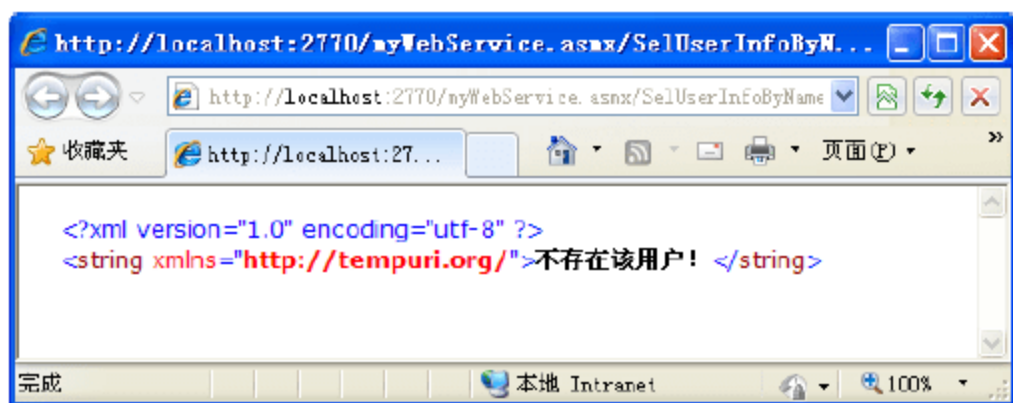 http://localhost:2770/myWebService.asmx/SelUserInfoByN...
http://localhost:2770/myWebService.asmx/SelUserInfoByName
收藏夹 http://localhost:27... 页面(P) »
<?xml version="1.0" encoding="utf-8" ?>
<string xmlns="http://tempuri.org/">不存在该用户! </string>
完成 本地 Intranet 100%